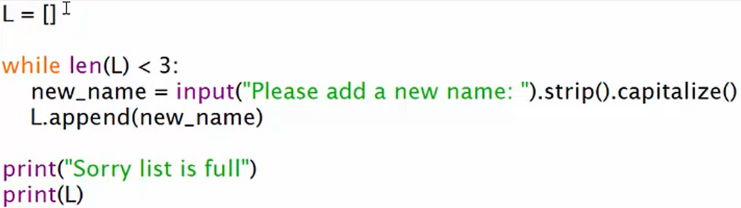 L = []
while len(L) < 3:
new_name = input("Please add a new name: ").strip().capitalize()
L.append(new_name)
print("Sorry list is full")
print(L)